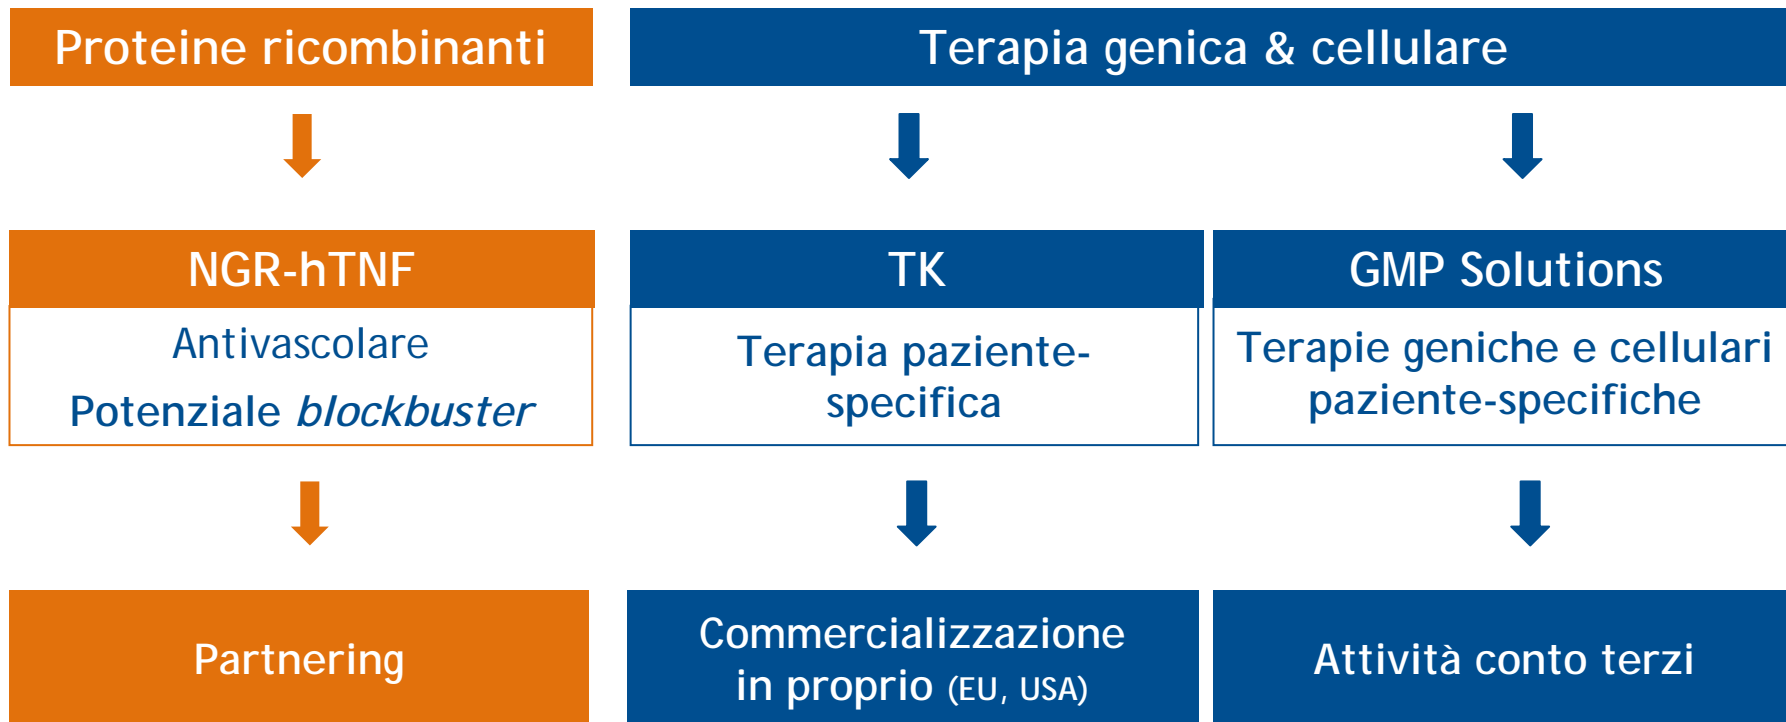 Proteine ricombinanti
Terapia genica & cellulare
NGR-hTNF
TK
GMP Solutions
Antivascolare
Potenziale blockbuster
Terapia paziente-
specifica
Terapie geniche e cellulari
paziente-specifiche
Partnering
Commercializzazione
in proprio (EU, USA)
Attività conto terzi